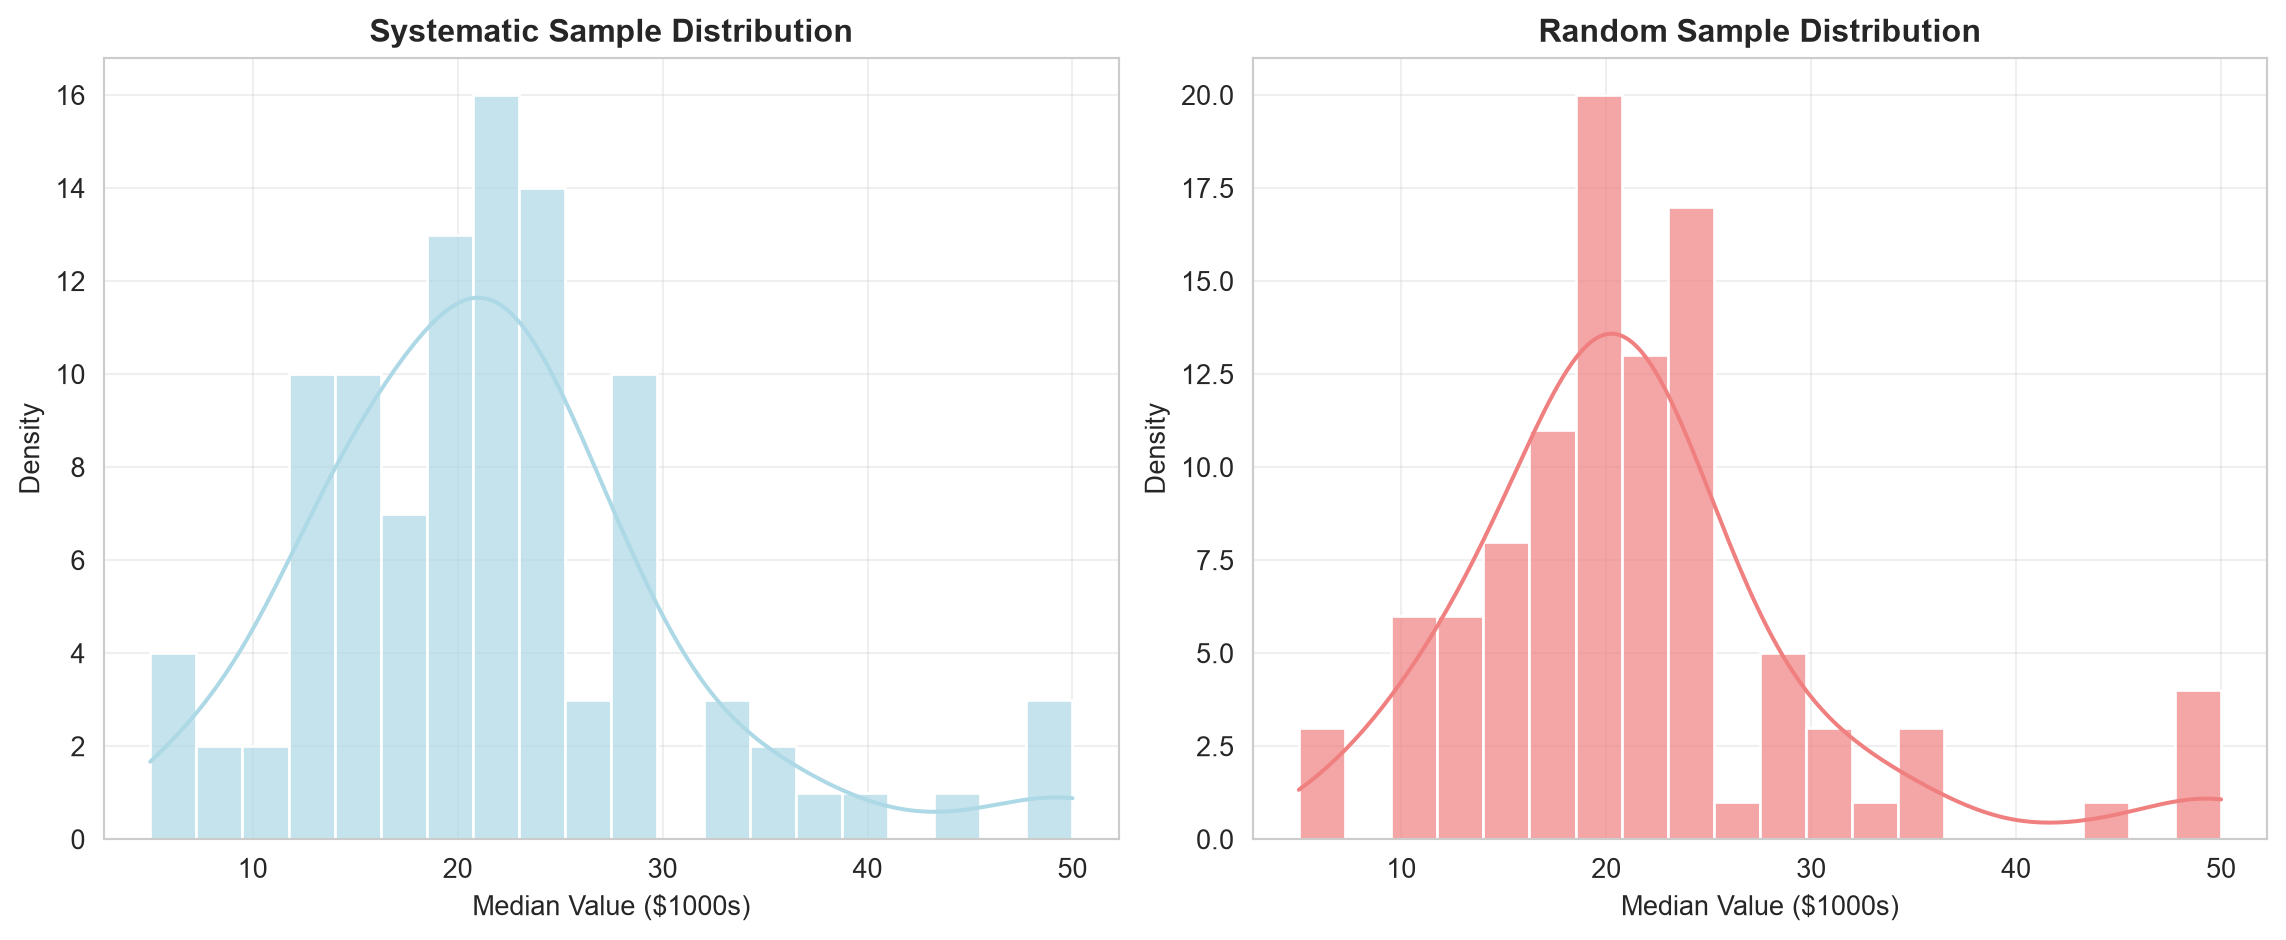 Systematic Sample Distribution
16
14
12
10
8
6
4
2
0
Density
10 20 30 40 50
Median Value ($1000s)
Random Sample Distribution
20.0
17.5
15.0
12.5
10.0
7.5
5.0
2.5
0.0
Density
10 20 30 40 50
Median Value ($1000s)